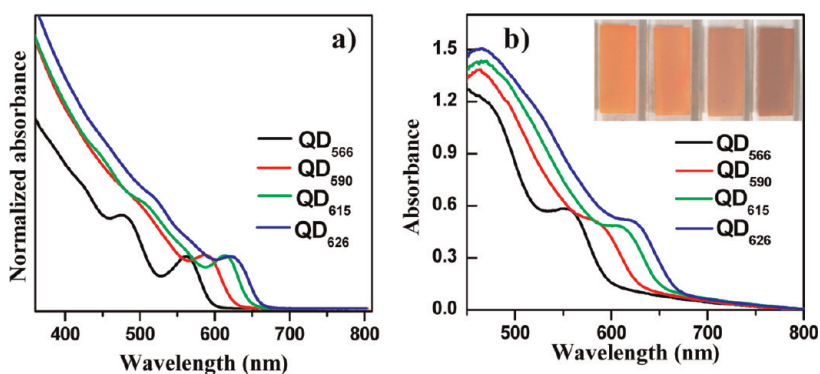 a)
Normalized absorbance
QD566
QD590
QD615
QD626
400 500 600 700 800
Wavelength (nm)
b)
Absorbance
1.5
1.2
0.9
0.6
0.3
0.0
QD566
QD590
QD615
QD626
500 600 700 800
Wavelength (nm)